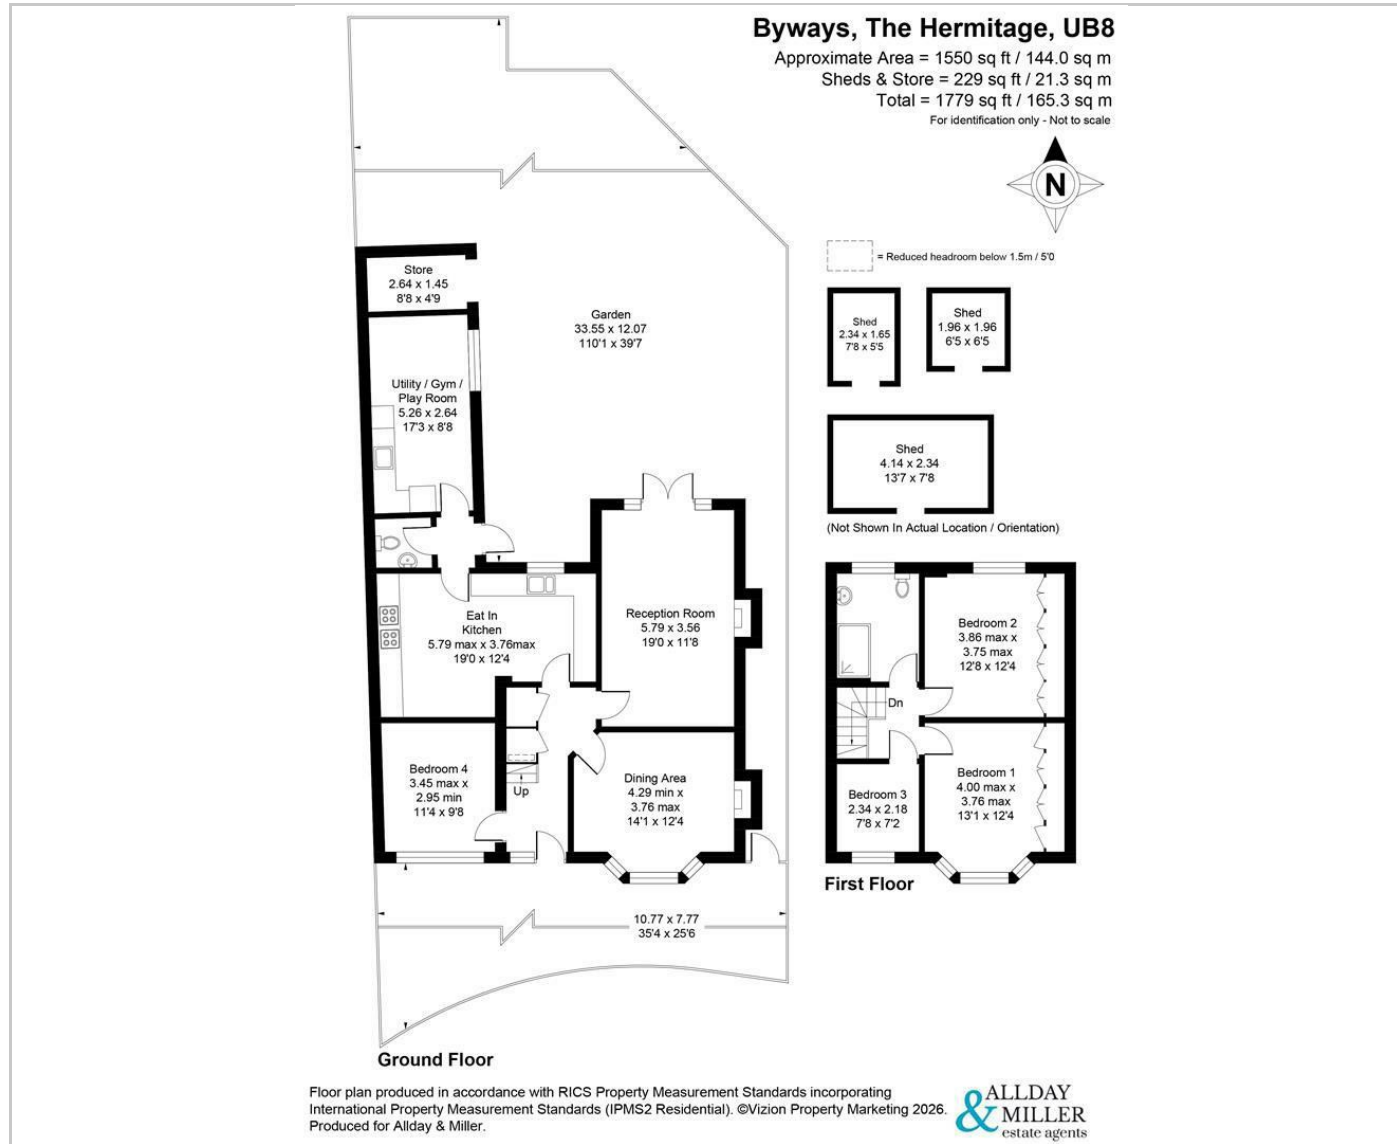 Byways, The Hermitage, UB8
Approximate Area = 1550 sq ft / 144.0 sq m
Sheds & Store = 229 sq ft / 21.3 sq m
Total = 1779 sq ft / 165.3 sq m
For identification only - Not to scale
N
= Reduced headroom below 1.5m / 5'0
Store
2.64 x 1.45
8'8 x 4'9
Garden
33.55 x 12.07
110'1 x 39'7
Utility / Gym /
Play Room
5.26 x 2.64
17'3 x 8'8
Shed
2.34 x 1.65
7'8 x 5'5
Shed
1.96 x 1.96
6'5 x 6'5
Shed
4.14 x 2.34
13'7 x 7'8
(Not Shown In Actual Location / Orientation)
Eat In
Kitchen
5.79 max x 3.76max
19'0 x 12'4
Reception Room
5.79 x 3.56
19'0 x 11'8
Bedroom 4
3.45 max x
2.95 min
11'4 x 9'8
Up
Dining Area
4.29 min x
3.76 max
14'1 x 12'4
10.77 x 7.77
35'4 x 25'6
Ground Floor
Bedroom 2
3.86 max x
3.75 max
12'8 x 12'4
Dn
Bedroom 1
4.00 max x
3.76 max
13'1 x 12'4
Bedroom 3
2.34 x 2.18
7'8 x 7'2
First Floor
Floor plan produced in accordance with RICS Property Measurement Standards incorporating
International Property Measurement Standards (IPMS2 Residential). ©Vizion Property Marketing 2026.
Produced for Allday & Miller.
ALLDAY
& MILLER
estate agents